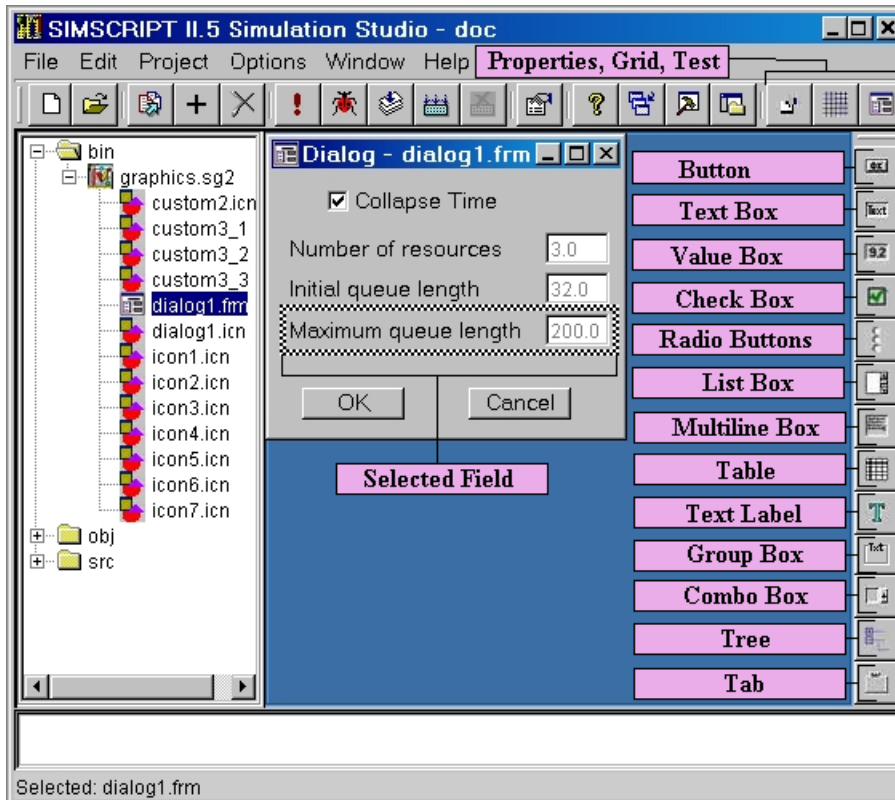 SIMSCRIPT II.5 Simulation Studio - doc
File Edit Project Options Window Help
Properties, Grid, Test
bin
graphics.sg2
custom2.icn
custom3_1
custom3_2
custom3_3
dialog1.frm
dialog1.icn
icon1.icn
icon2.icn
icon3.icn
icon4.icn
icon5.icn
icon6.icn
icon7.icn
obj
src
Dialog - dialog1.frm
Collapse Time
Number of resources 3.0
Initial queue length 32.0
Maximum queue length 200.0
OK Cancel
Selected Field
Button
Text Box
Text
Value Box
9.2
Check Box
Radio Buttons
List Box
Multiline Box
Table
Text Label
T
Group Box
Txt
Combo Box
Tree
Tab
Selected: dialog1.frm